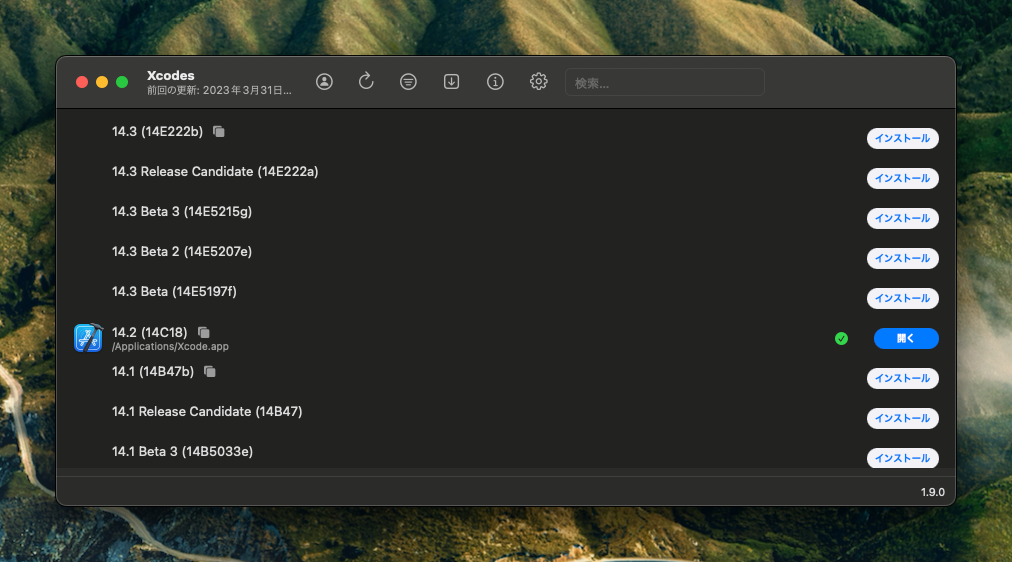 Xcodes
前回の更新: 2023年3月31日...
検索...
14.3 (14E222b)
インストール
14.3 Release Candidate (14E222a)
インストール
14.3 Beta 3 (14E5215g)
インストール
14.3 Beta 2 (14E5207e)
インストール
14.3 Beta (14E5197f)
インストール
14.2 (14C18)
/Applications/Xcode.app
開く
14.1 (14B47b)
インストール
14.1 Release Candidate (14B47)
インストール
14.1 Beta 3 (14B5033e)
インストール
1.9.0